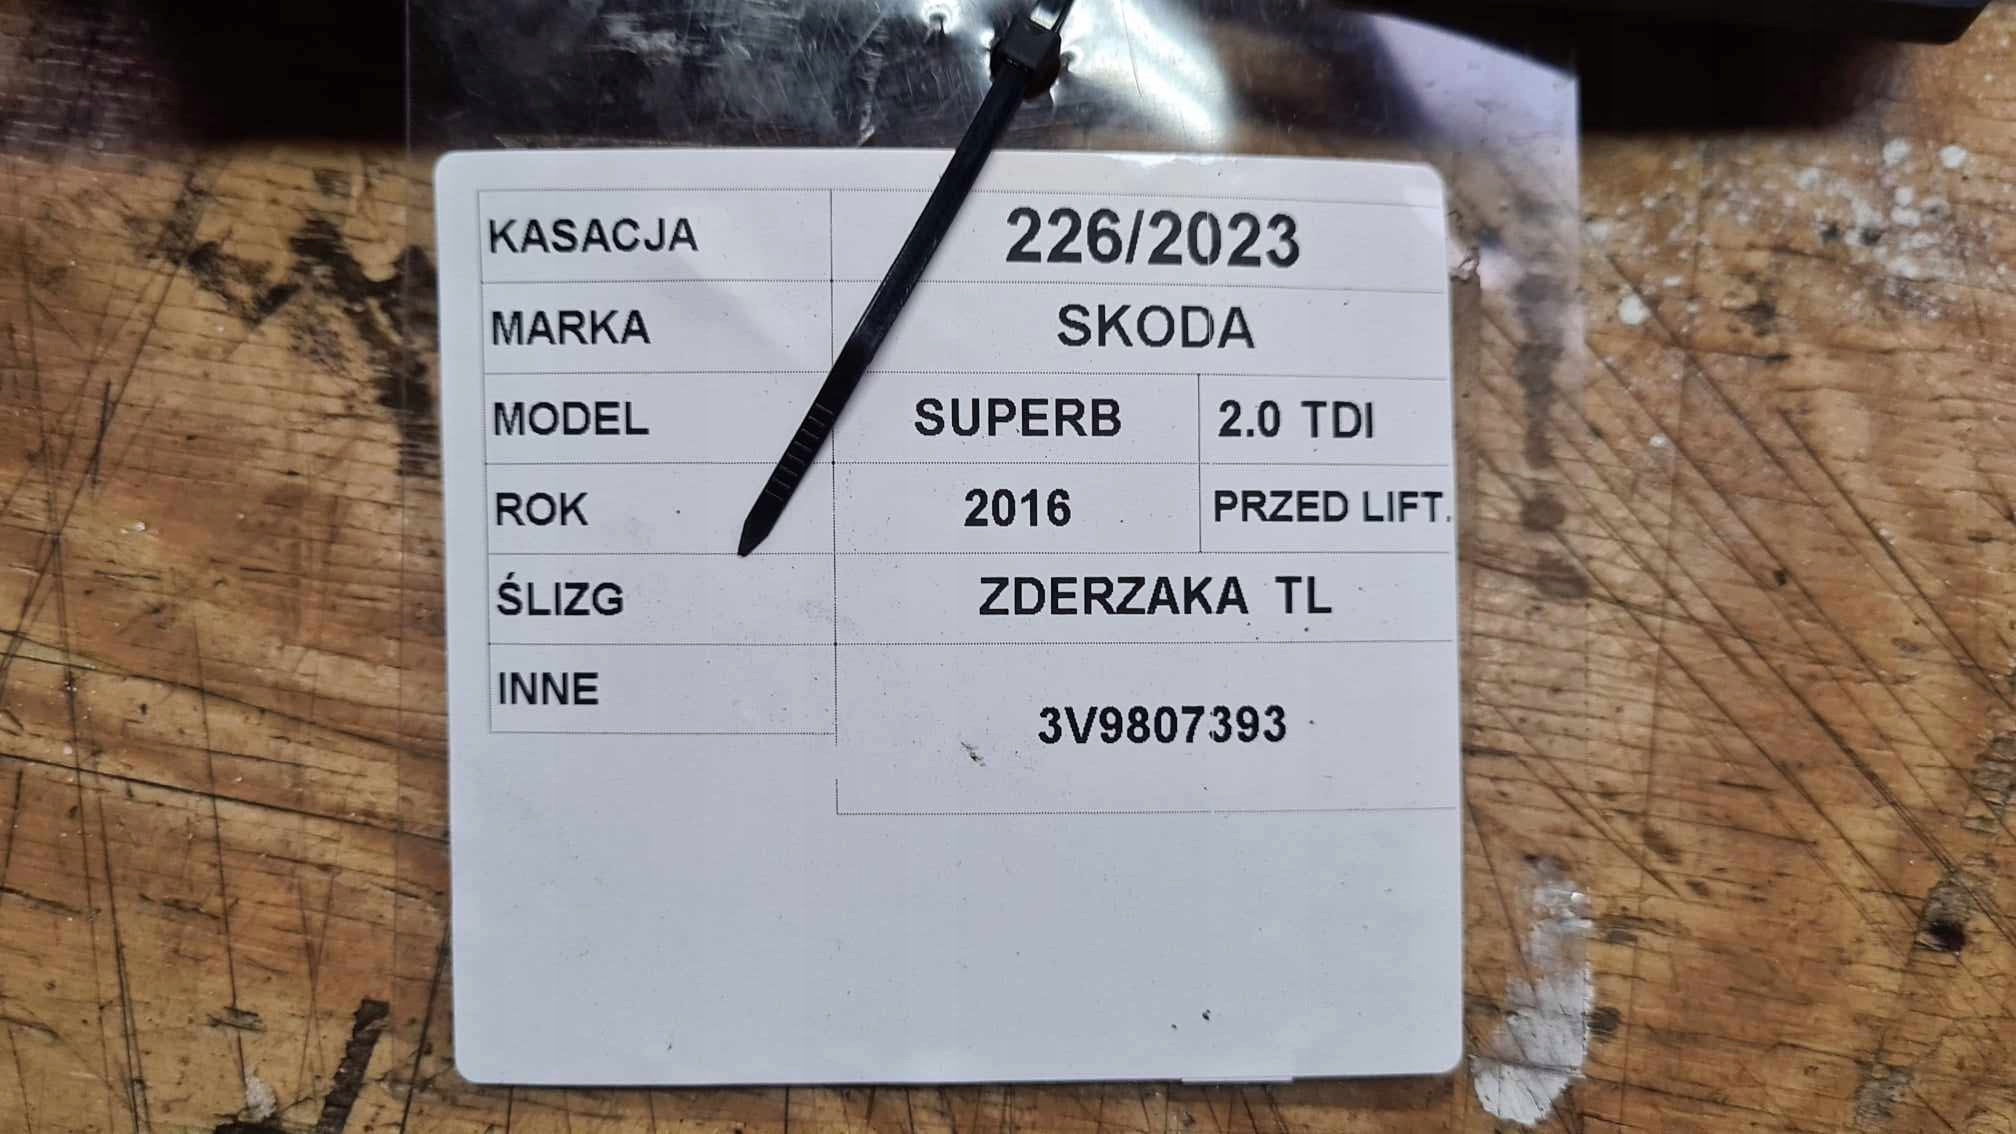 KASACJA 226/2023
MARKA SKODA
MODEL SUPERB 2.0 TDI
ROK 2016 PRZED LIFT.
ŚLIZG ZDERZAKA TL
INNE
3V9807393